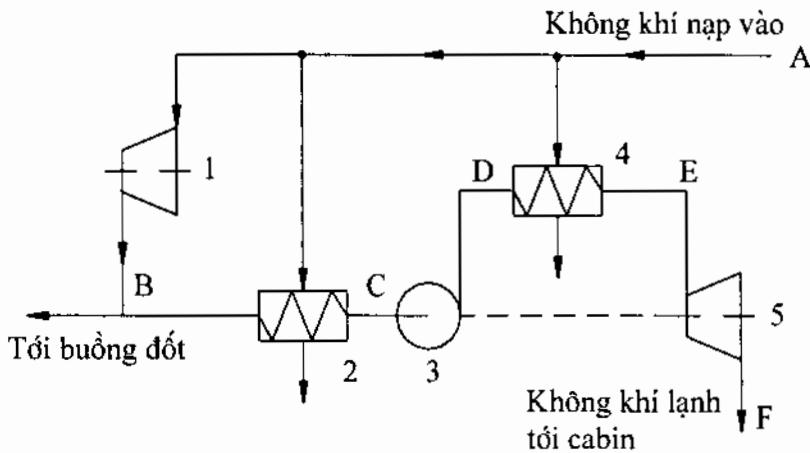 Không khí nạp vào
A
1
4
D
E
B
C
5
Tới buồng đốt
2
3
Không khí lạnh
tới cabin
F